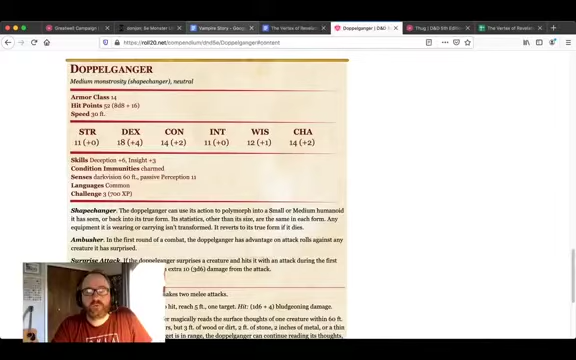 Vampire Story - Goog
The Vertex of Revelat
Doppelganger | D&D
Thug | D&D 5th Edition
The Vertex of Revelat
https://roll20.net/compendium/dnd5e/Doppelganger#content
DOPPELGANGER
Medium monstrosity (shapechanger), neutral
Armor Class 14
Hit Points 52 (8d8 + 16)
Speed 30 ft.
STR DEX CON INT WIS CHA
11 (+0) 18 (+4) 14 (+2) 11 (+0) 12 (+1) 14 (+2)
Skills Deception +6, Insight +3
Condition Immunities charmed
Senses darkvision 60 ft., passive Perception 11
Languages Common
Challenge 3 (700 XP)
Shapechanger. The doppelganger can use its action to polymorph into a Small or Medium humanoid
it has seen, or back into its true form. Its statistics, other than its size, are the same in each form. Any
equipment it is wearing or carrying isn't transformed. It reverts to its true form if it dies.
Ambusher. In the first round of a combat, the doppelganger has advantage on attack rolls against any
creature it has surprised.
Surprise Attack. If the doppelganger surprises a creature and hits it with an attack during the first
extra 10 (3d6) damage from the attack.
akes two melee attacks.
o hit, reach 5 ft., one target. Hit: (1d6 + 4) bludgeoning damage.
r magically reads the surface thoughts of one creature within 60 ft.
rs, but 3 ft. of wood or dirt, 2 ft. of stone, 2 inches of metal, or a thin
get is in range, the doppelganger can continue reading its thoughts,